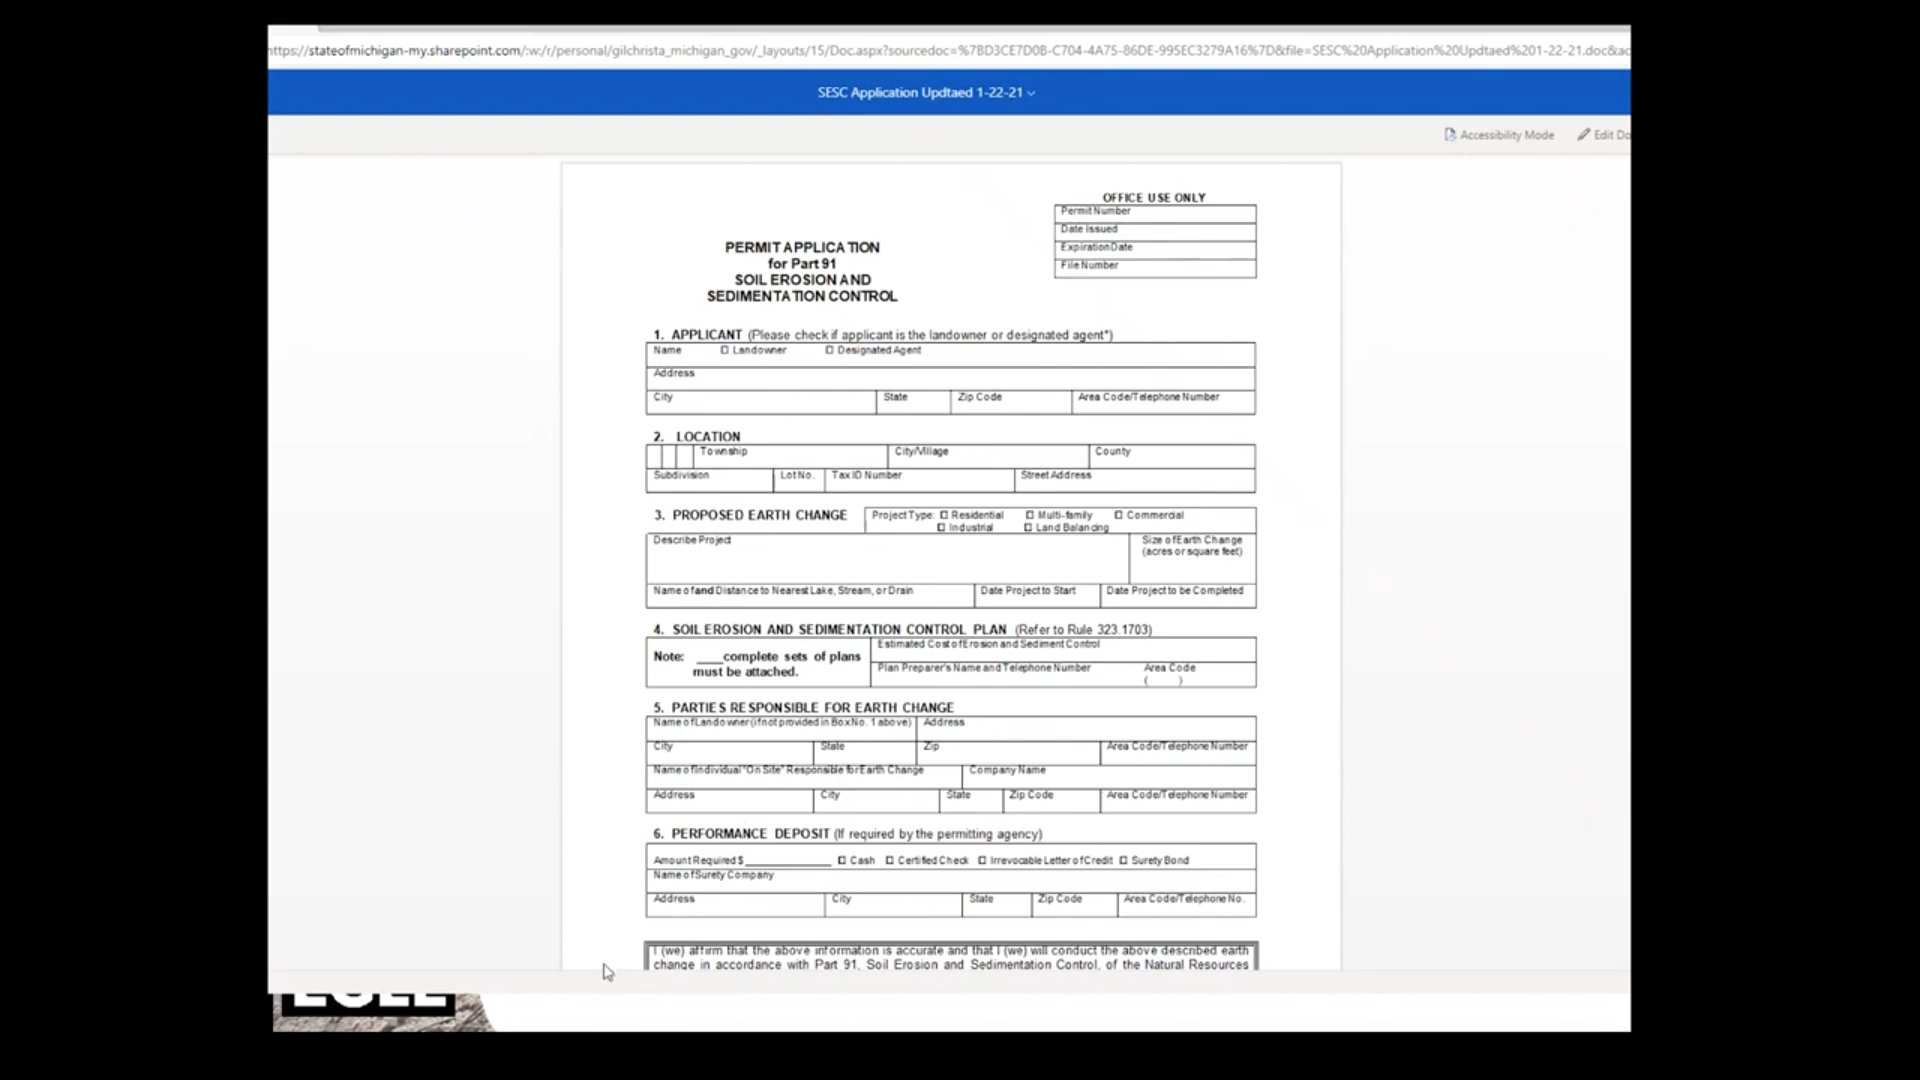 https://stateofmichigan-my.sharepoint.com/:w:/r/personal/gilchrista_michigan_gov/_layouts/15/Doc.aspx?sourcedoc=%7BD3CE7D0B-C704-4A75-86DE-995EC3279A16%7D&file=SESC%20Application%20Updtaed%201-22-21.doc&ac
SESC Application Updtaed 1-22-21
Accessibility Mode Edit Do
OFFICE USE ONLY
Permit Number
Date Issued
Expiration Date
File Number
PERMIT APPLICATION
for Part 91
SOIL EROSION AND
SEDIMENTATION CONTROL
1. APPLICANT (Please check if applicant is the landowner or designated agent*)
Name Landowner Designated Agent
Address
City State Zip Code Area Code/Telephone Number
2. LOCATION
Township City/Village County
Subdivision Lot No. Tax ID Number Street Address
3. PROPOSED EARTH CHANGE Project Type: Residential Multi-family Commercial
Industrial Land Balancing
Describe Project Size of Earth Change
(acres or square feet)
Name of and Distance to Nearest Lake, Stream, or Drain Date Project to Start Date Project to be Completed
4. SOIL EROSION AND SEDIMENTATION CONTROL PLAN (Refer to Rule 323.1703)
Estimated Cost of Erosion and Sediment Control
Note: ____complete sets of plans
must be attached.
Plan Preparer's Name and Telephone Number Area Code
( )
5. PARTIES RESPONSIBLE FOR EARTH CHANGE
Name of Landowner (if not provided in Box No. 1 above) Address
City State Zip Area Code/Telephone Number
Name of Individual "On Site" Responsible for Earth Change Company Name
Address City State Zip Code Area Code/Telephone Number
6. PERFORMANCE DEPOSIT (If required by the permitting agency)
Amount Required $______________ Cash Certified Check Irrevocable Letter of Credit Surety Bond
Name of Surety Company
Address City State Zip Code Area Code/Telephone No.
I (we) affirm that the above information is accurate and that I (we) will conduct the above described earth
change in accordance with Part 91, Soil Erosion and Sedimentation Control, of the Natural Resources